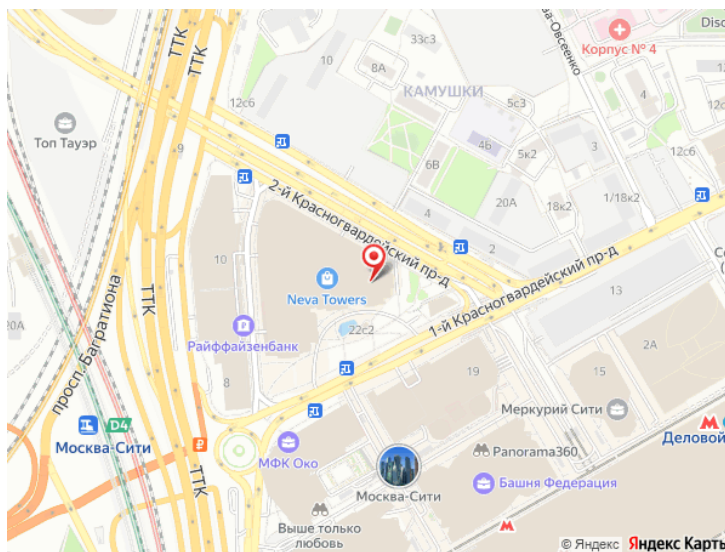 ТТК
ТТК
12с6
9
Топ Тауэр
10
8А
33с3
КАМУШКИ
5с3
4b
5к2
6В
3
Корпус № 4
4
12с6
1/18к2
18к2
20А
4
2
2-й Красногвардейский пр-д
1-й Красногвардейский пр-д
10
Neva Towers
22с2
Райффайзенбанк
8
13
2А
15
19
ТТК
просп. Багратиона
20А
D4
Москва-Сити
₽
ТТК
МФК Око
Меркурий Сити
Panorama360
Деловой
Башня Федерация
Москва-Сити
Выше только
любовь
© Яндекс Яндекс Карты